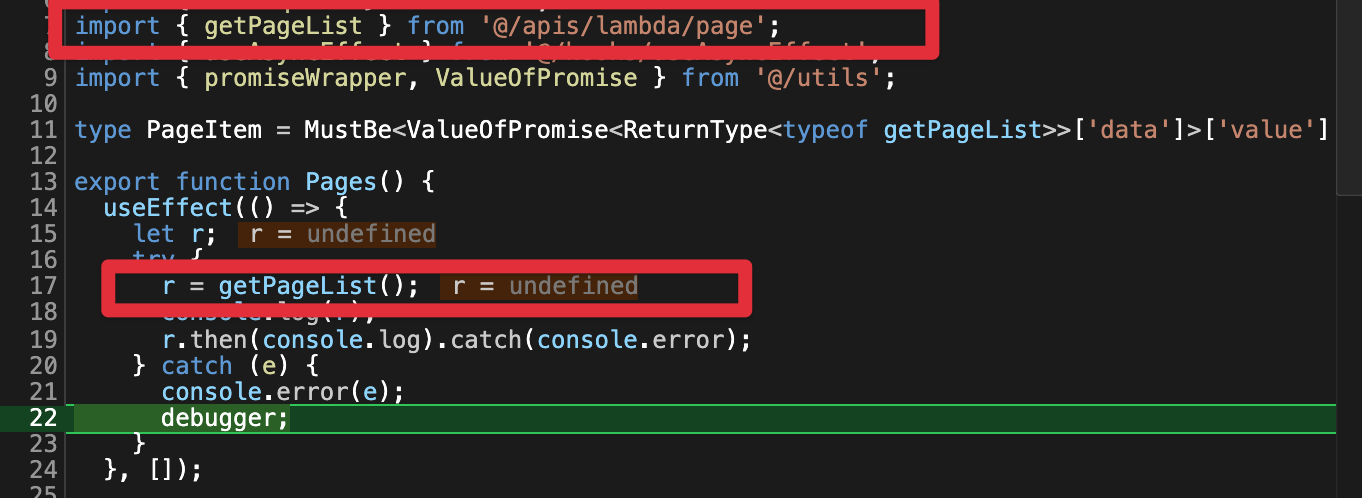 7 import { getPageList } from '@/apis/lambda/page';
8
9 import { promiseWrapper, ValueOfPromise } from '@/utils';
10
11 type PageItem = MustBe<ValueOfPromise<ReturnType<typeof getPageList>>['data']>['value']
12
13 export function Pages() {
14 useEffect(() => {
15 let r; r = undefined
16 try {
17 r = getPageList(); r = undefined
18 console.log(r);
19 r.then(console.log).catch(console.error);
20 } catch (e) {
21 console.error(e);
22 debugger;
23 }
24 }, []);
25